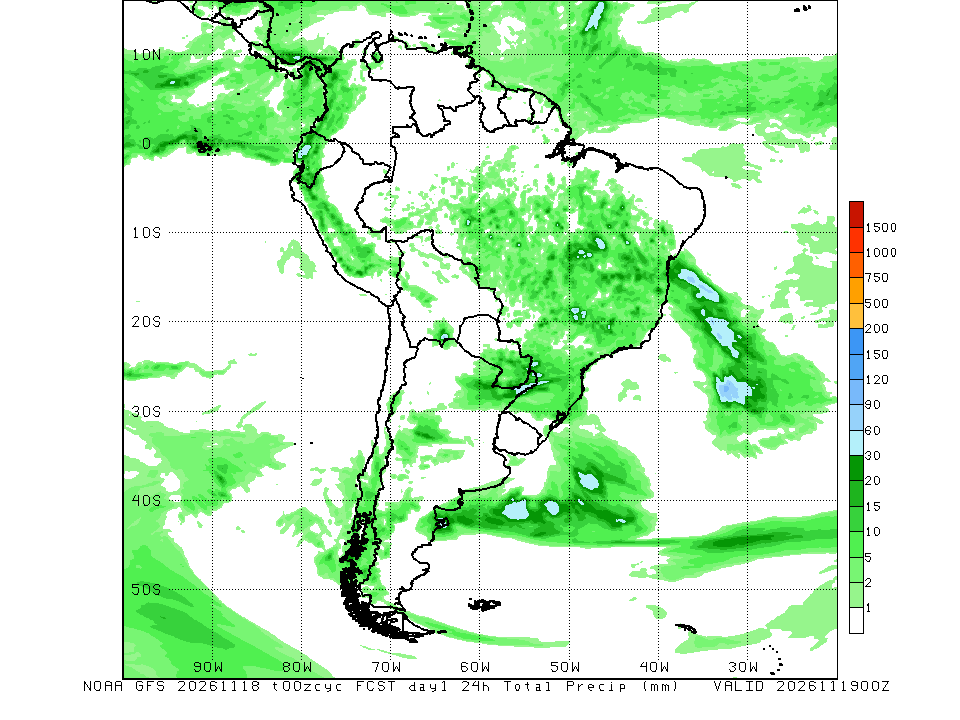 10N
0
10S
20S
30S
40S
50S
90W 80W 70W 60W 50W 40W 30W
1500
1000
750
500
200
150
120
90
60
30
20
15
10
5
2
1
NOAA GFS 20261118 t00zcyc FCST day1 24h Total Precip (mm) VALID 2026111900Z